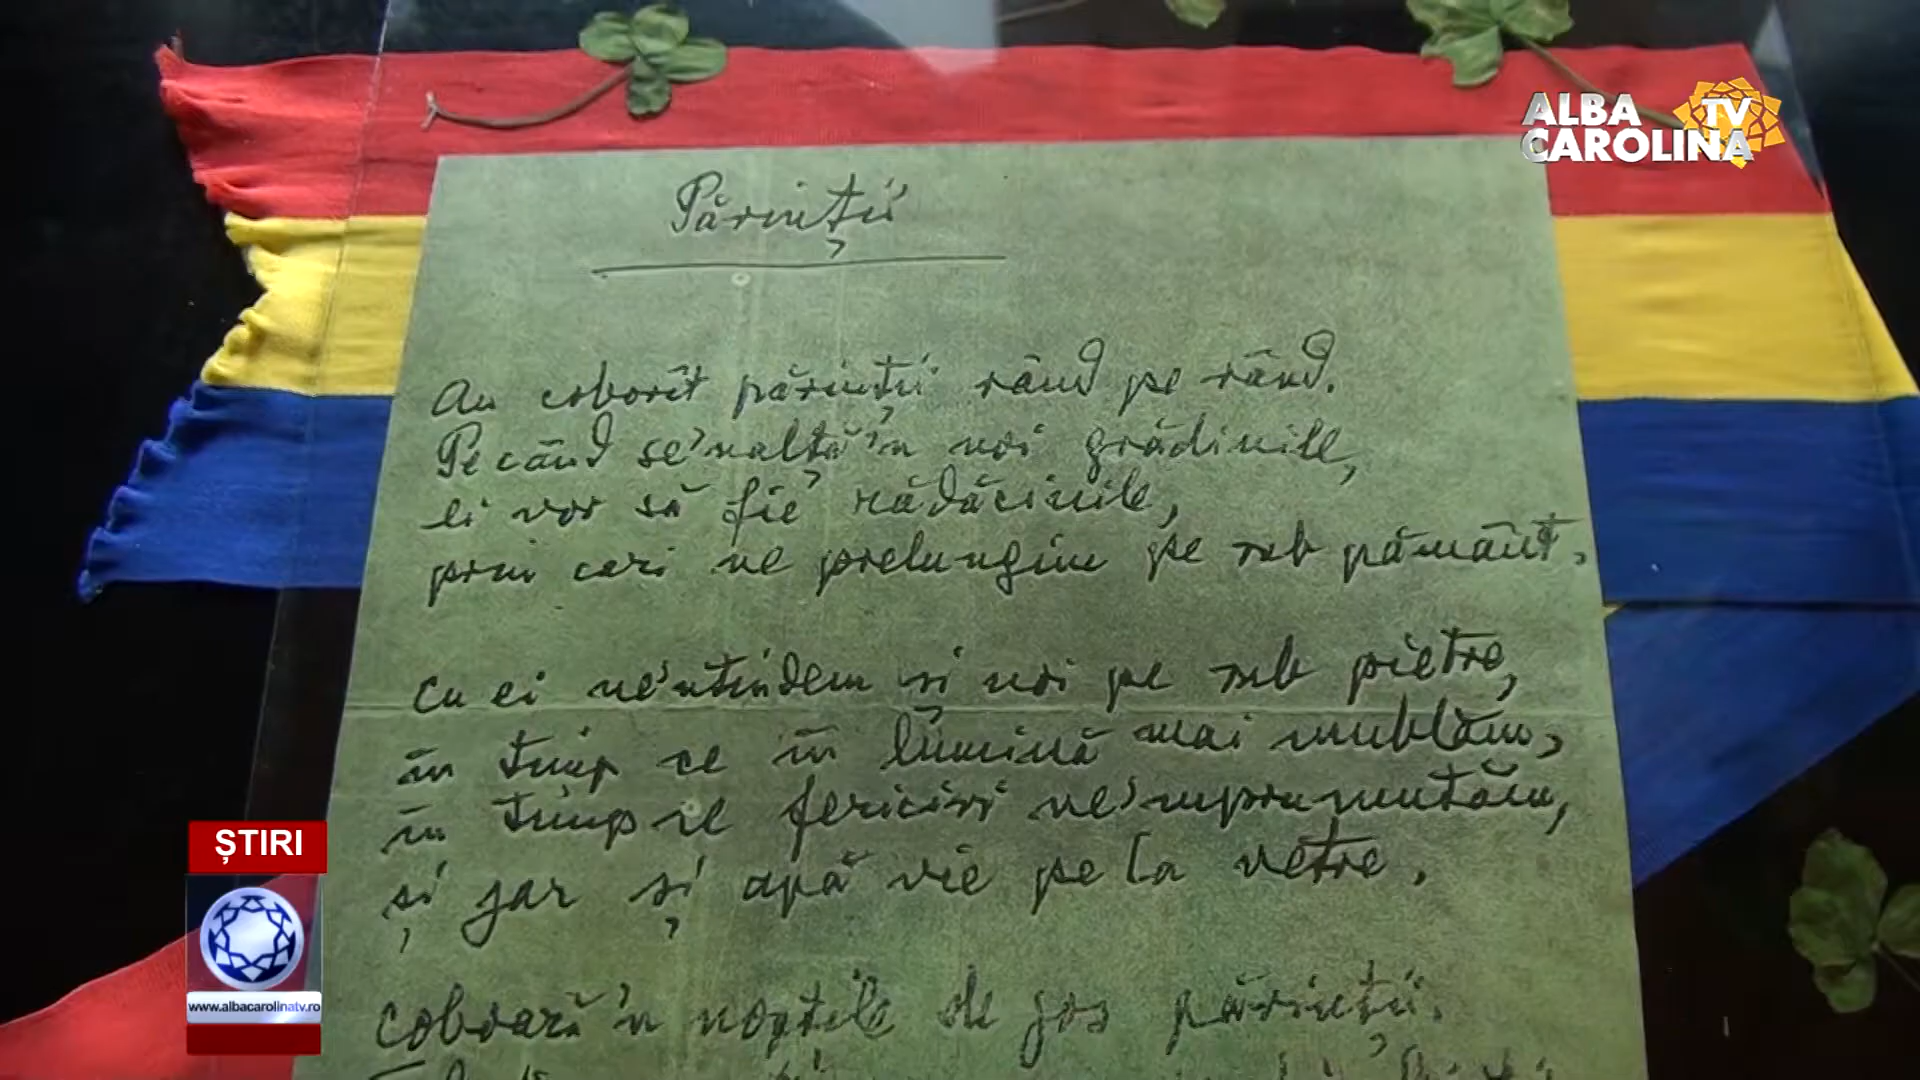 ALBA
CAROLINA
TV
Părinții
Au coborît părinții rând pe rând.
Pe când se'nalță'n noi grădinile,
ei vor să fie rădăcinile,
prin cari ne prelungim pe sub pământ.
Cu ei ne'ntindem și noi pe sub pietre,
în timp ce în lumină mai umblăm,
în timp ce fericiri ne'mprumutăm,
și jar și apă vie pe la vetre.
Coboară'n nopțile de jos părinții.
ȘTIRI
www.albacarolinatv.ro